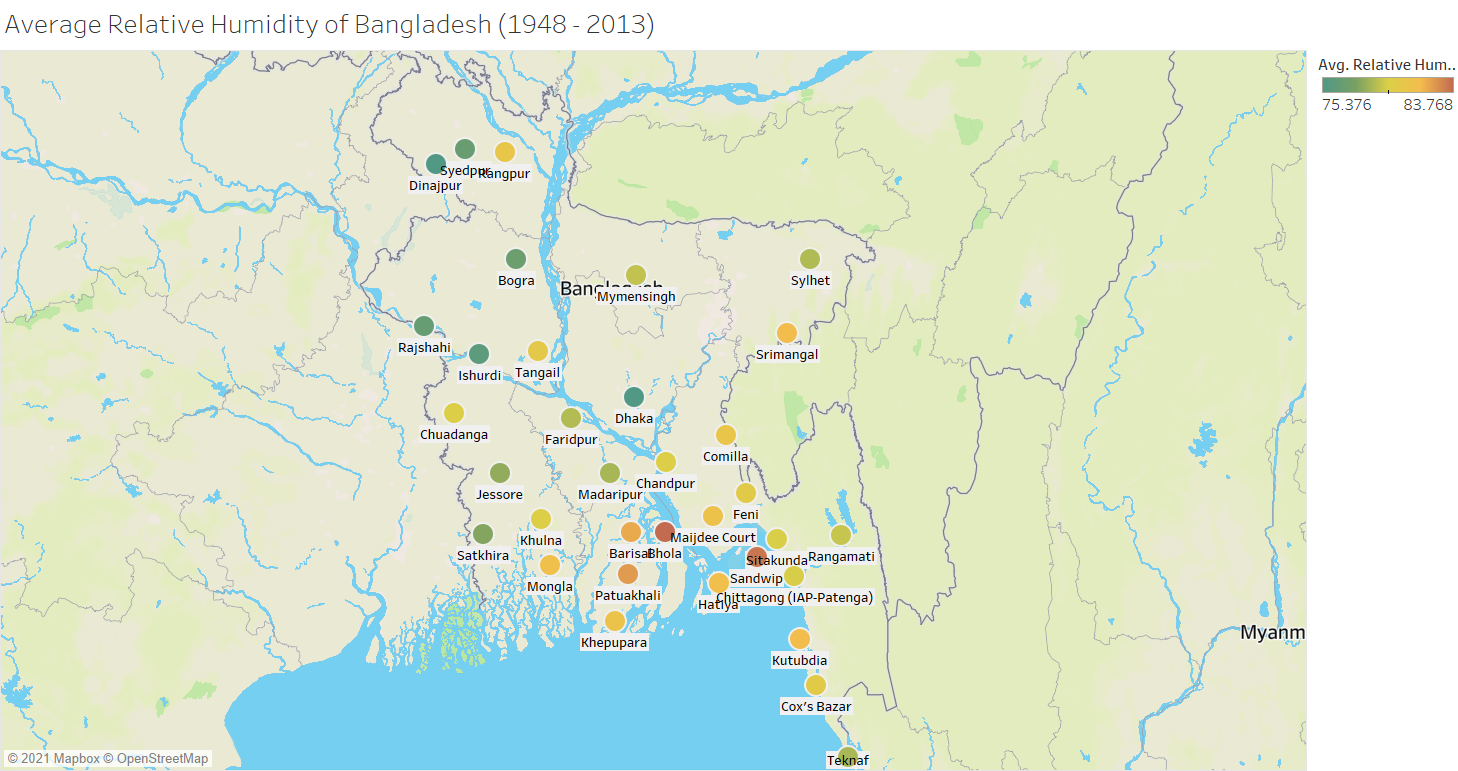 Average Relative Humidity of Bangladesh (1948 - 2013)
Avg. Relative Hum..
75.376 83.768
Syedpur
Rangpur
Dinajpur
Bogra
Sylhet
Bangladesh
Mymensingh
Rajshahi
Srimangal
Ishurdi
Tangail
Dhaka
Chuadanga
Faridpur
Comilla
Chandpur
Jessore
Madaripur
Feni
Khulna
Maijdee Court
Satkhira
Barisal
Bhola
Sitakunda
Rangamati
Mongla
Sandwip
Patuakhali
Chittagong (IAP-Patenga)
Hatiya
Khepupara
Myanm
Kutubdia
Cox's Bazar
Teknaf
© 2021 Mapbox © OpenStreetMap